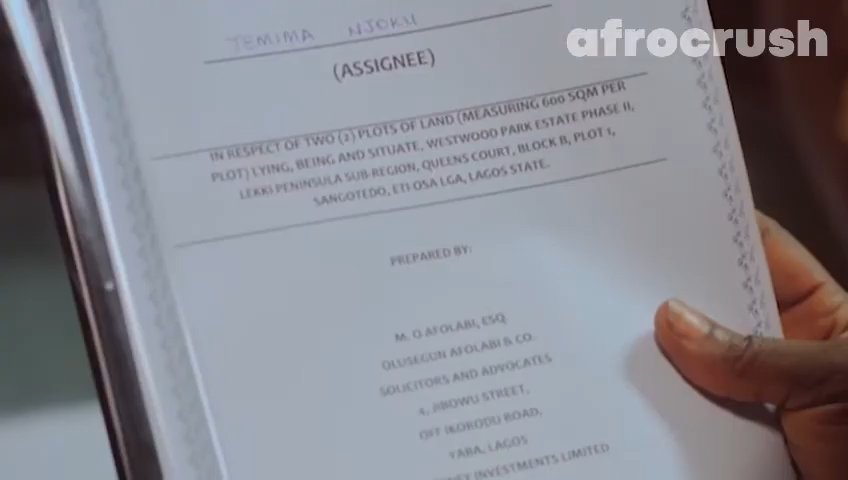 afrocrush
TEMIMA NJOKU
(ASSIGNEE)
IN RESPECT OF TWO (2) PLOTS OF LAND (MEASURING 600 SQM PER
PLOT) LYING, BEING AND SITUATE, WESTWOOD PARK ESTATE PHASE II,
LEKKI PENINSULA SUB-REGION, QUEENS COURT, BLOCK B, PLOT 1,
SANGOTEDO, ETI-OSA LGA, LAGOS STATE.
PREPARED BY:
M. O.AFOLABI, ESQ.
OLUSEGUN AFOLABI & CO.
SOLICITORS AND ADVOCATES
4, JIBOWU STREET,
OFF IKORODU ROAD,
YABA, LAGOS
INVESTMENTS LIMITED